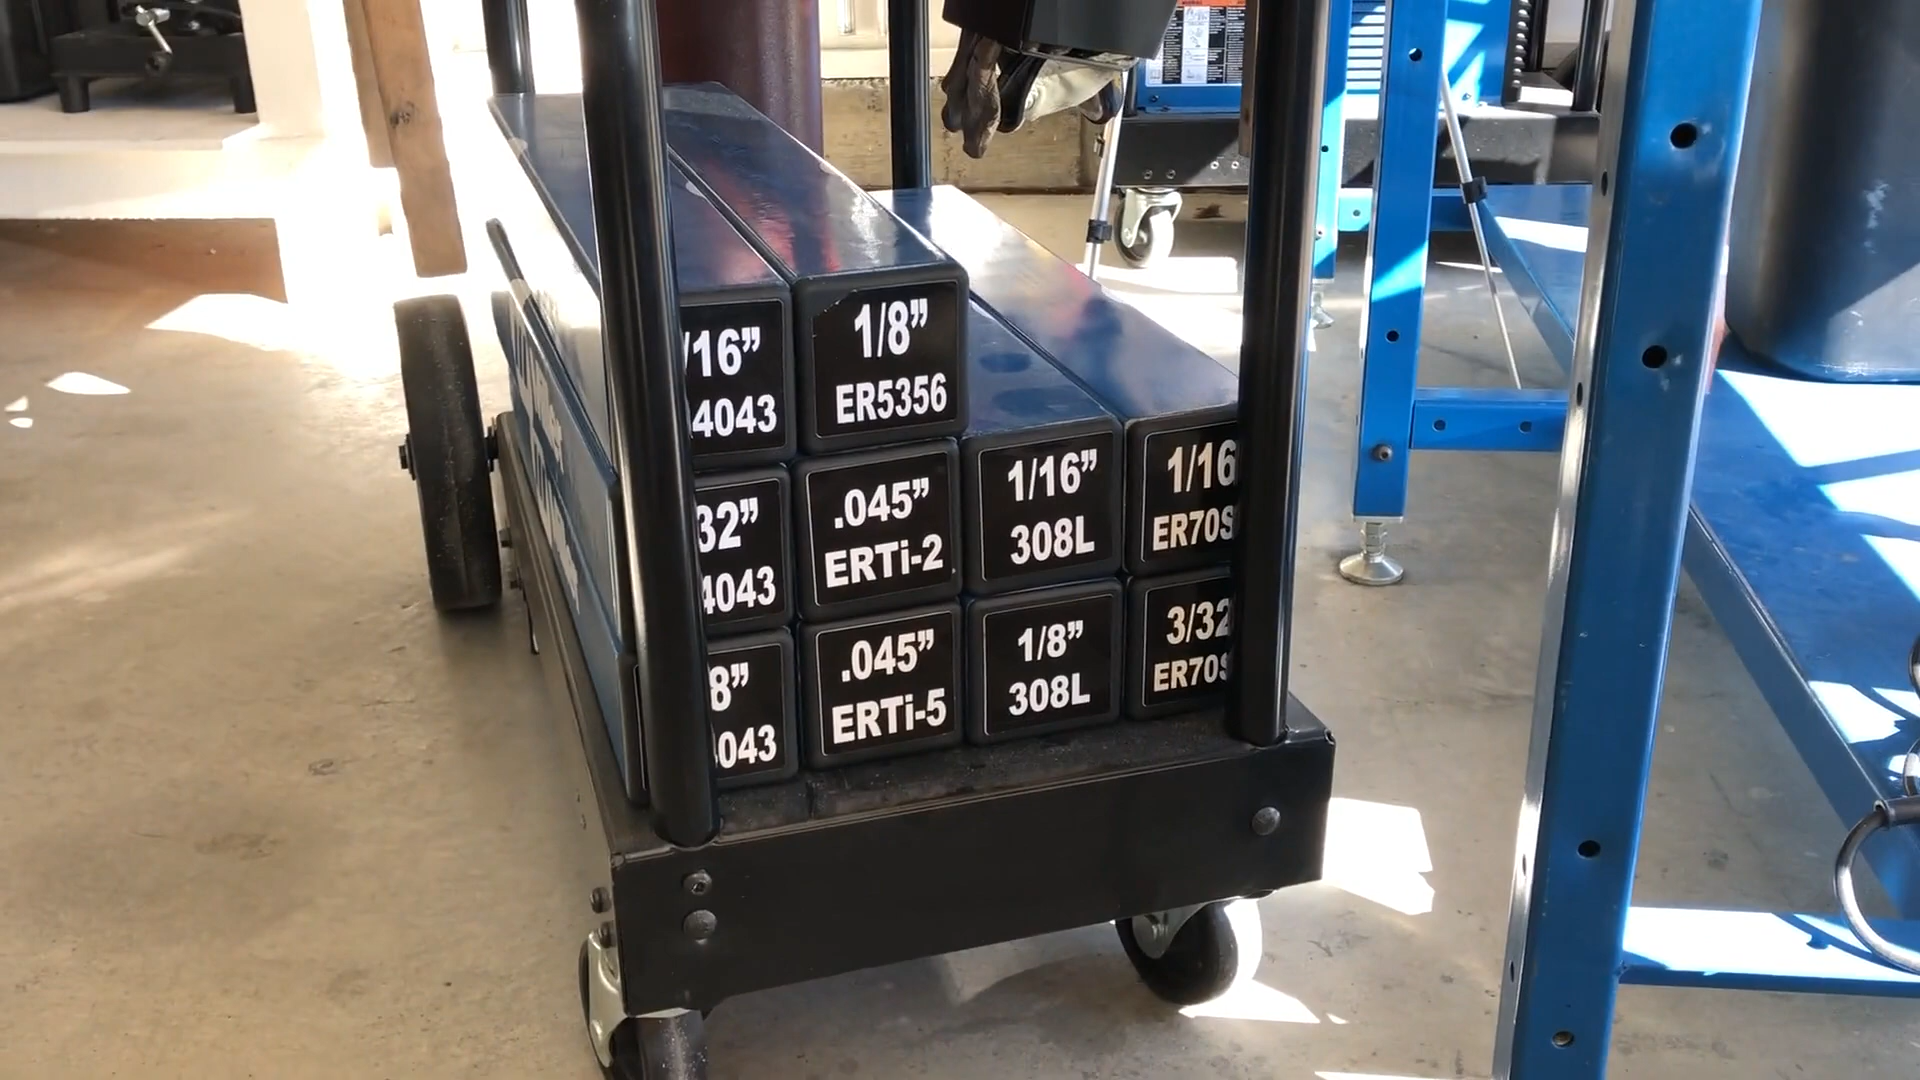 /16”
4043
1/8”
ER5356
32”
4043
.045”
ERTi-2
1/16”
308L
1/16
ER70S
8”
4043
.045”
ERTi-5
1/8”
308L
3/32
ER70S